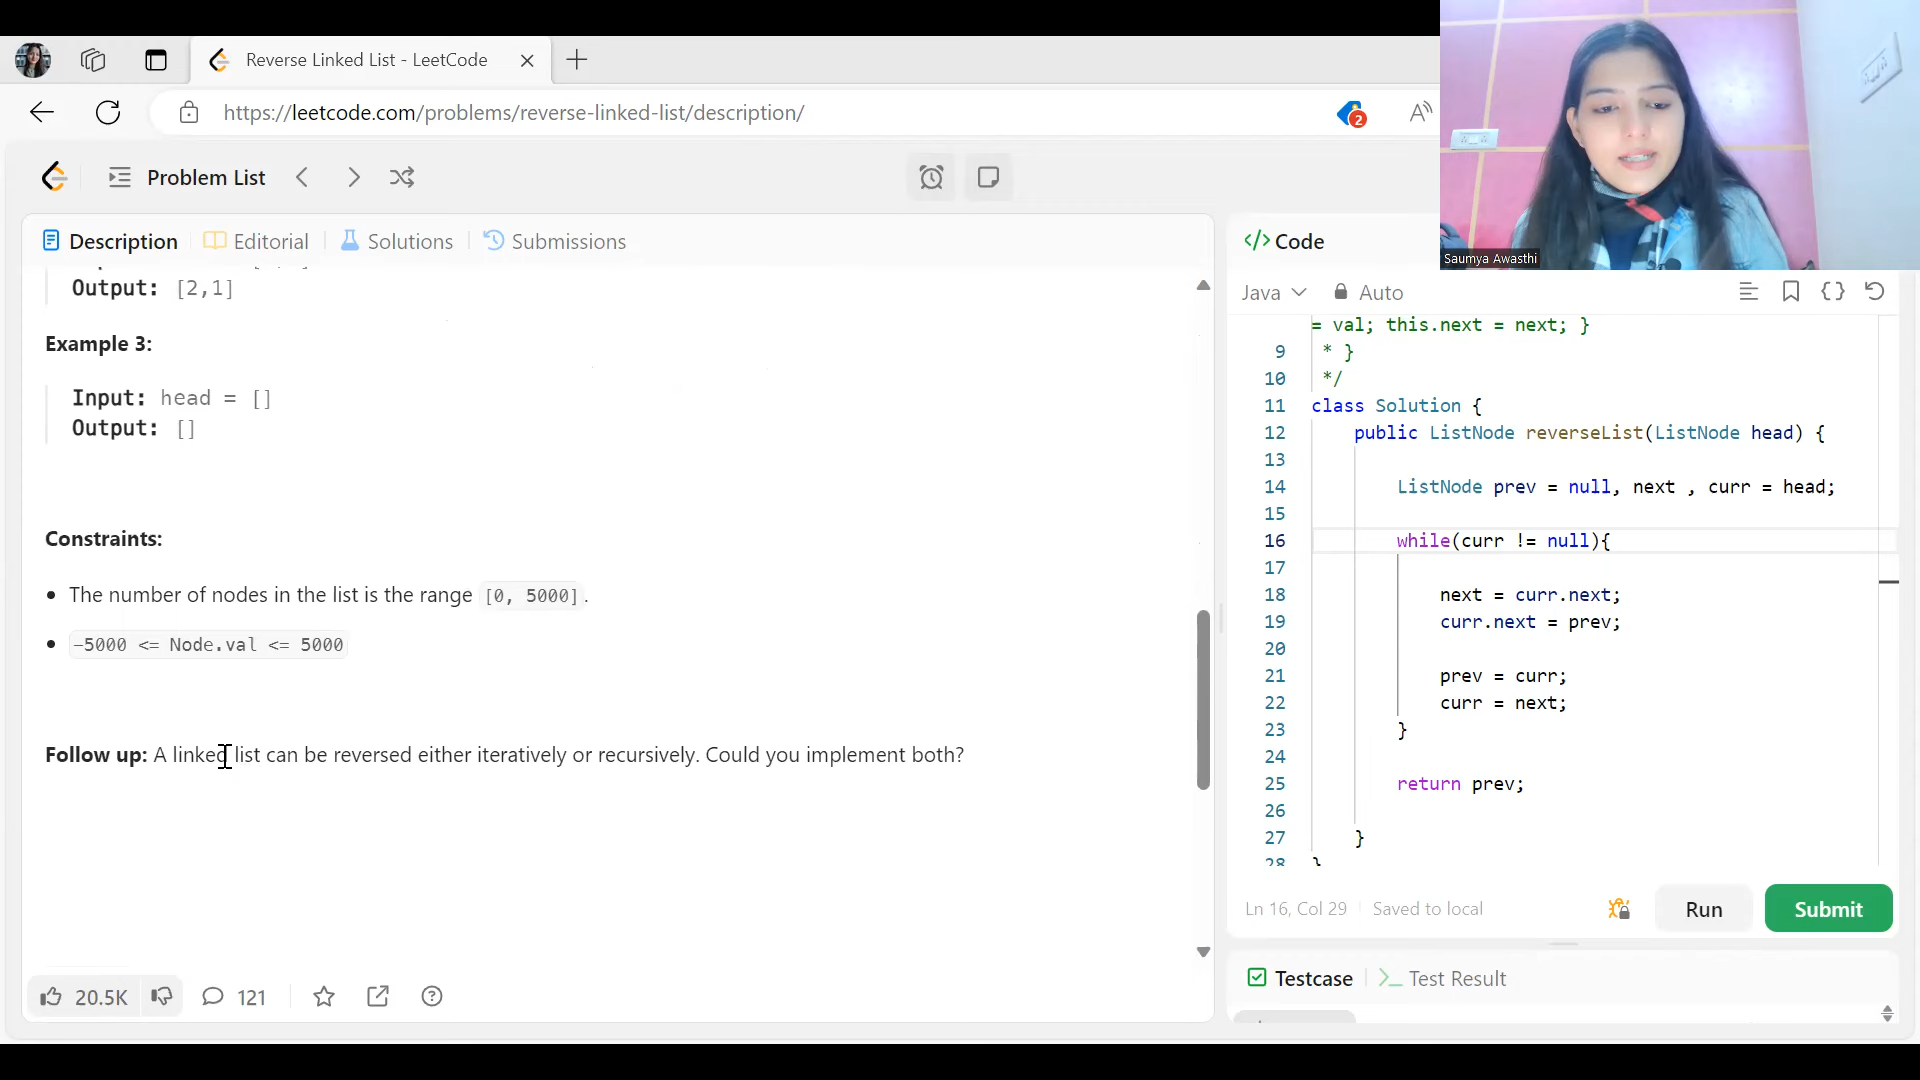 Reverse Linked List - LeetCode
https://leetcode.com/problems/reverse-linked-list/description/
2
Problem List
Description
Editorial
Solutions
Submissions
Output: [2,1]
Example 3:
Input: head = []
Output: []
Constraints:
The number of nodes in the list is the range [0, 5000].
-5000 <= Node.val <= 5000
Follow up: A linked list can be reversed either iteratively or recursively. Could you implement both?
20.5K
121
Saumya Awasthi
</> Code
Java
Auto
= val; this.next = next; }
9 * }
10 */
11 class Solution {
12 public ListNode reverseList(ListNode head) {
13
14 ListNode prev = null, next , curr = head;
15
16 while(curr != null){
17
18 next = curr.next;
19 curr.next = prev;
20
21 prev = curr;
22 curr = next;
23 }
24
25 return prev;
26
27 }
28 }
Ln 16, Col 29
Saved to local
Run
Submit
Testcase
>_ Test Result